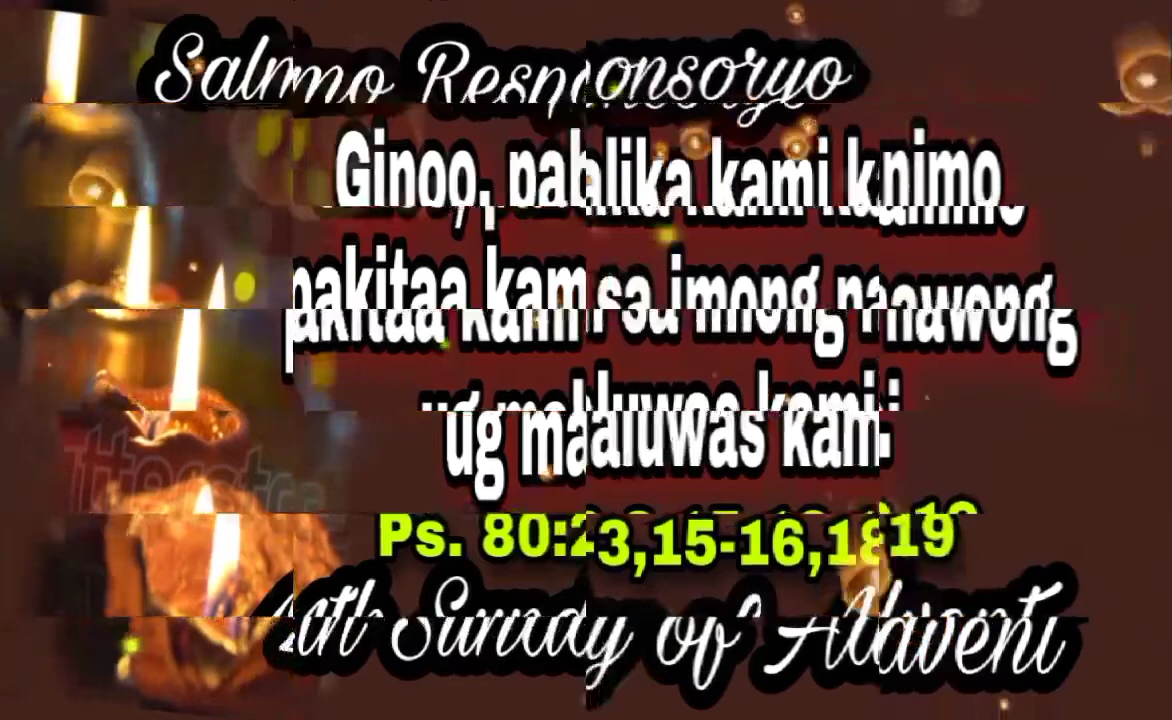 Salmo Responsoryo
Ginoo, pabalika kami kanimo
pakitaa kami sa imong nawong
ug maluwas kami
Ps. 80:2-3,15-16,18-19
4th Sunday of Advent